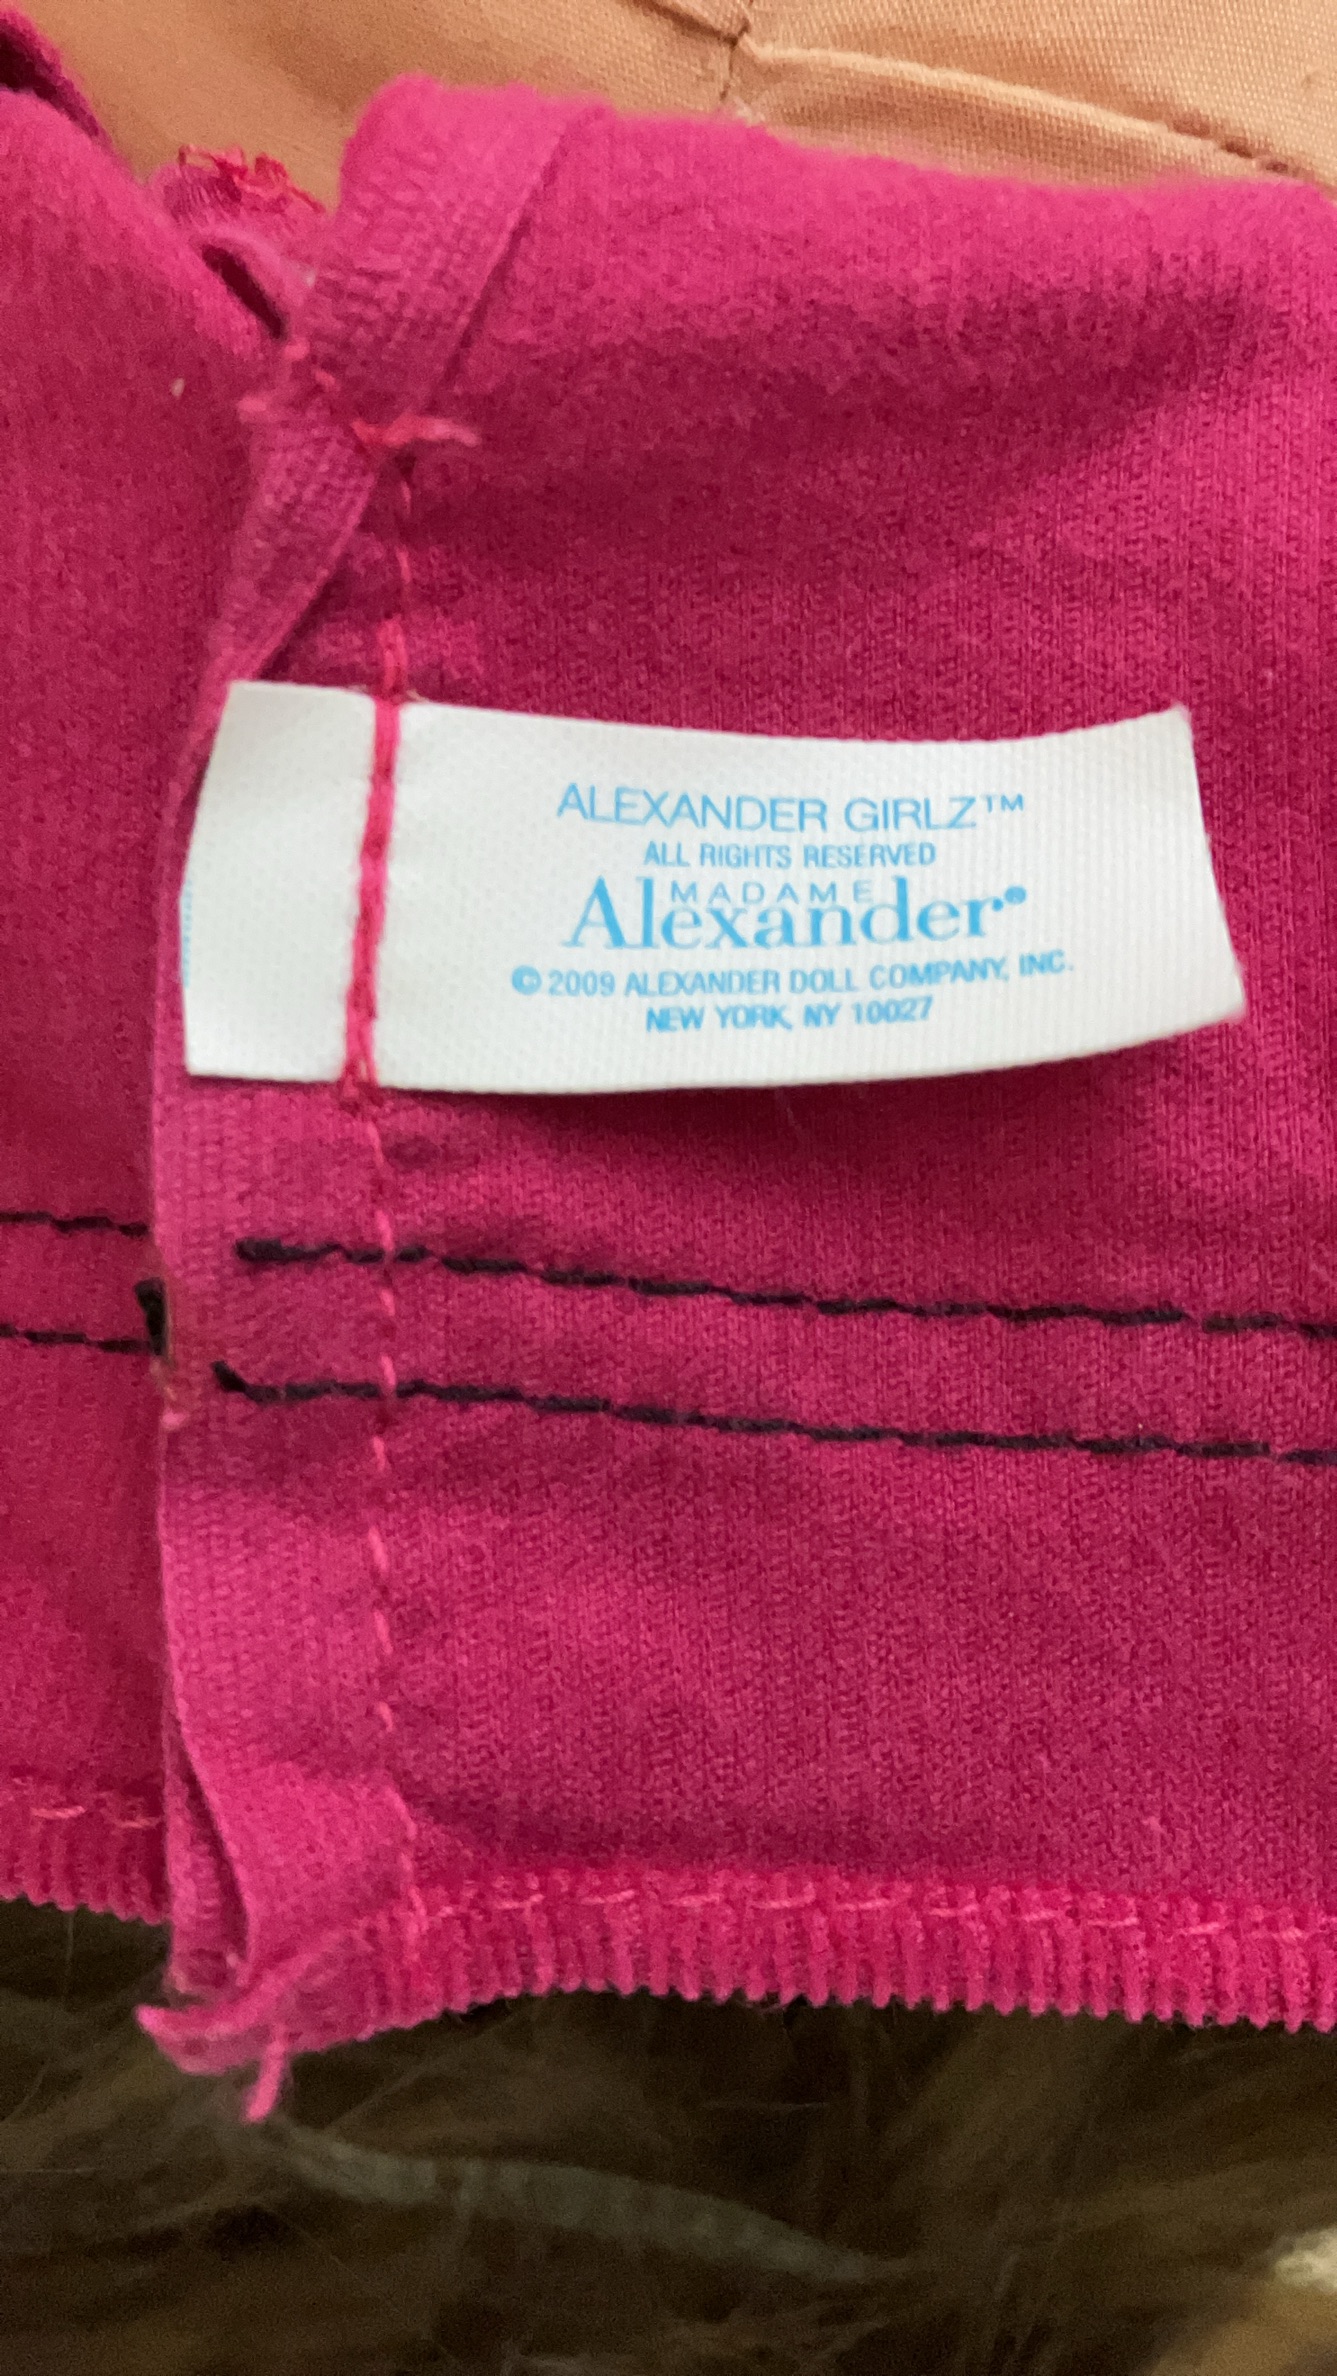 ALEXANDER GIRLZ™
ALL RIGHTS RESERVED
MADAME
Alexander®
© 2009 ALEXANDER DOLL COMPANY, INC.
NEW YORK, NY 10027